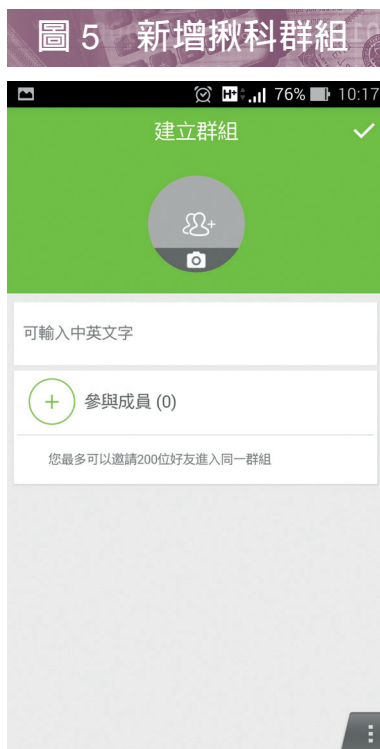 圖 5 新增揪科群組
H+ 76% 10:17
建立群組
可輸入中英文字
+ 參與成員 (0)
您最多可以邀請200位好友進入同一群組